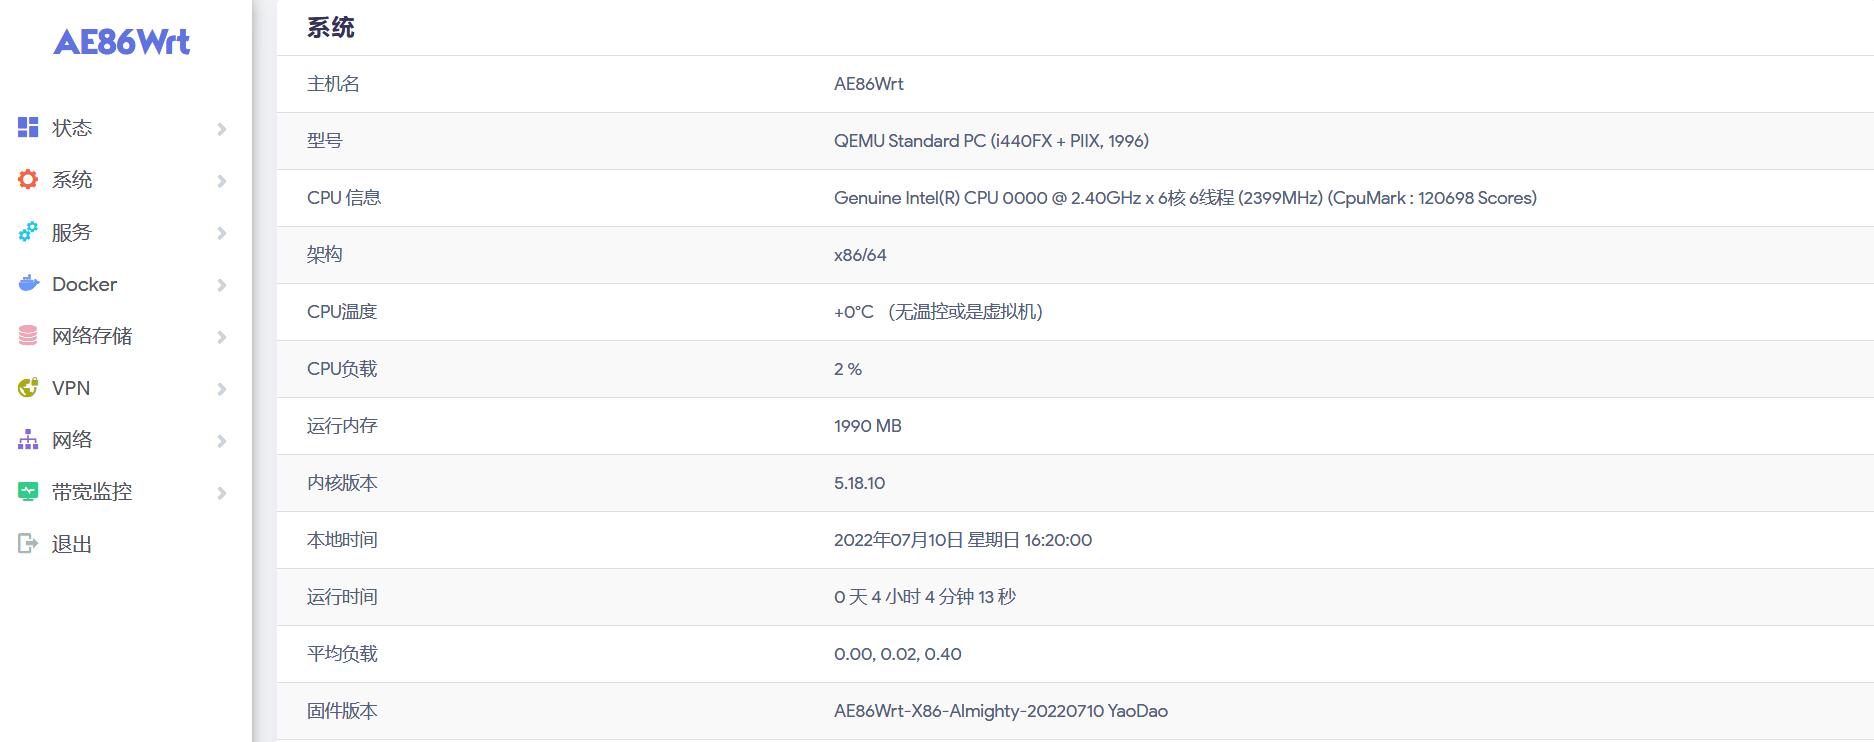 AE86Wrt
状态
系统
服务
Docker
网络存储
VPN
网络
带宽监控
退出
系统
主机名 AE86Wrt
型号 QEMU Standard PC (i440FX + PIIX, 1996)
CPU 信息 Genuine Intel(R) CPU 0000 @ 2.40GHz x 6核 6线程 (2399MHz) (CpuMark : 120698 Scores)
架构 x86/64
CPU温度 +0°C （无温控或是虚拟机）
CPU负载 2 %
运行内存 1990 MB
内核版本 5.18.10
本地时间 2022年07月10日 星期日 16:20:00
运行时间 0 天 4 小时 4 分钟 13 秒
平均负载 0.00, 0.02, 0.40
固件版本 AE86Wrt-X86-Almighty-20220710 YaoDao